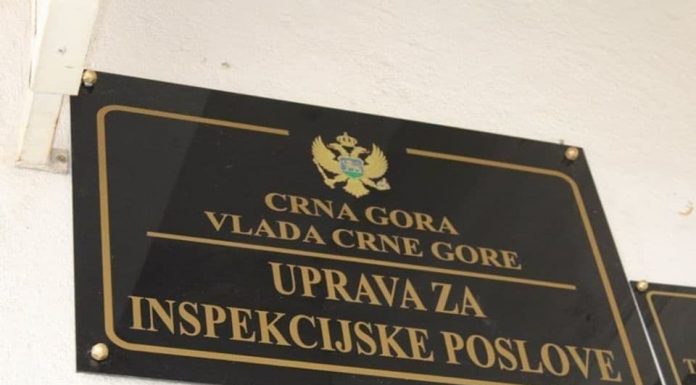 CRNA GORA
VLADA CRNE GORE
UPRAVA ZA
INSPEKCIJSKE POSLOVE